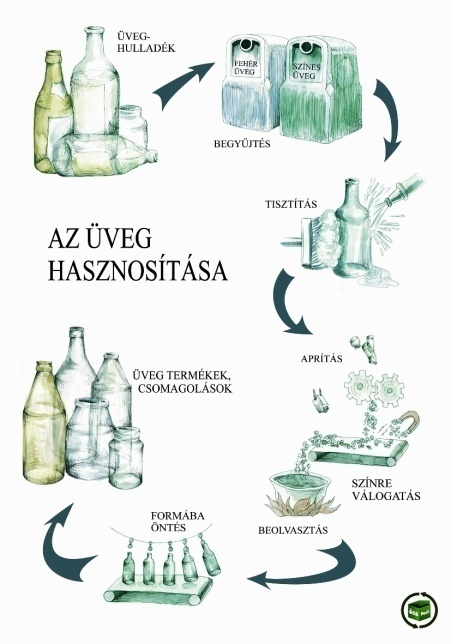 ÜVEG-
HULLADÉK
FEHÉR
ÜVEG
SZÍNES
ÜVEG
BEGYŰJTÉS
TISZTÍTÁS
AZ ÜVEG
HASZNOSÍTÁSA
APRÍTÁS
ÜVEG TERMÉKEK,
CSOMAGOLÁSOK
SZÍNRE
VÁLOGATÁS
BEOLVASZTÁS
FORMÁBA
ÖNTÉS